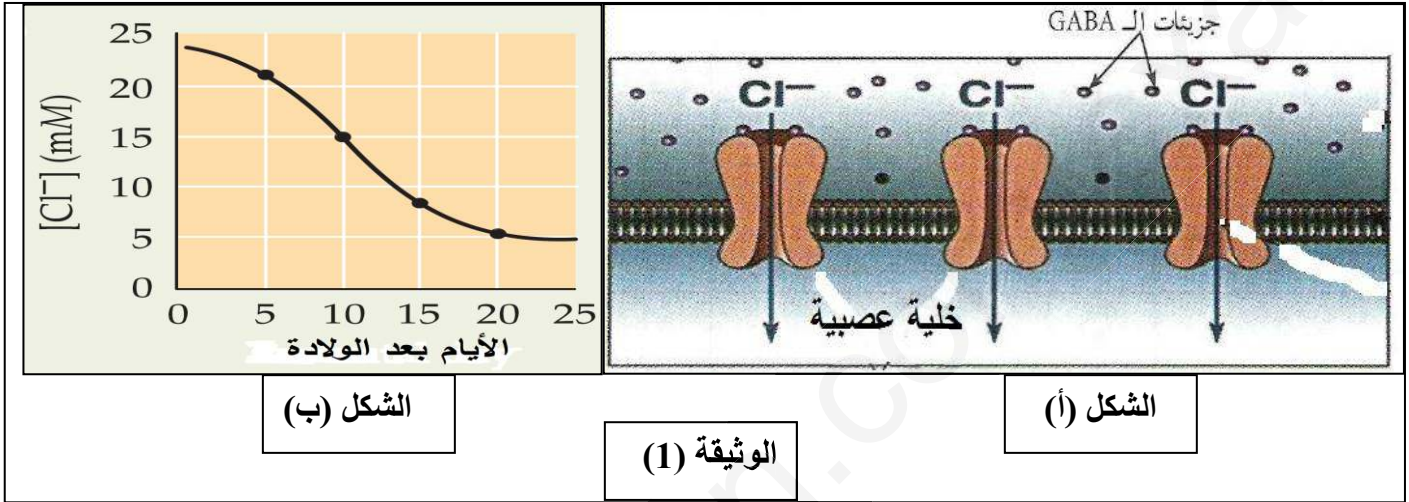 جزيئات الـ GABA
Cl⁻ Cl⁻ Cl⁻
خلية عصبية
الشكل (أ)
[Cl⁻] (mM)
25
20
15
10
5
0
0 5 10 15 20 25
الأيام بعد الولادة
الشكل (ب)
الوثيقة (1)